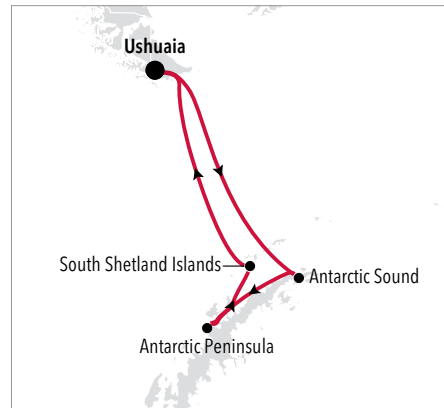 Ushuaia
South Shetland Islands
Antarctic Sound
Antarctic Peninsula